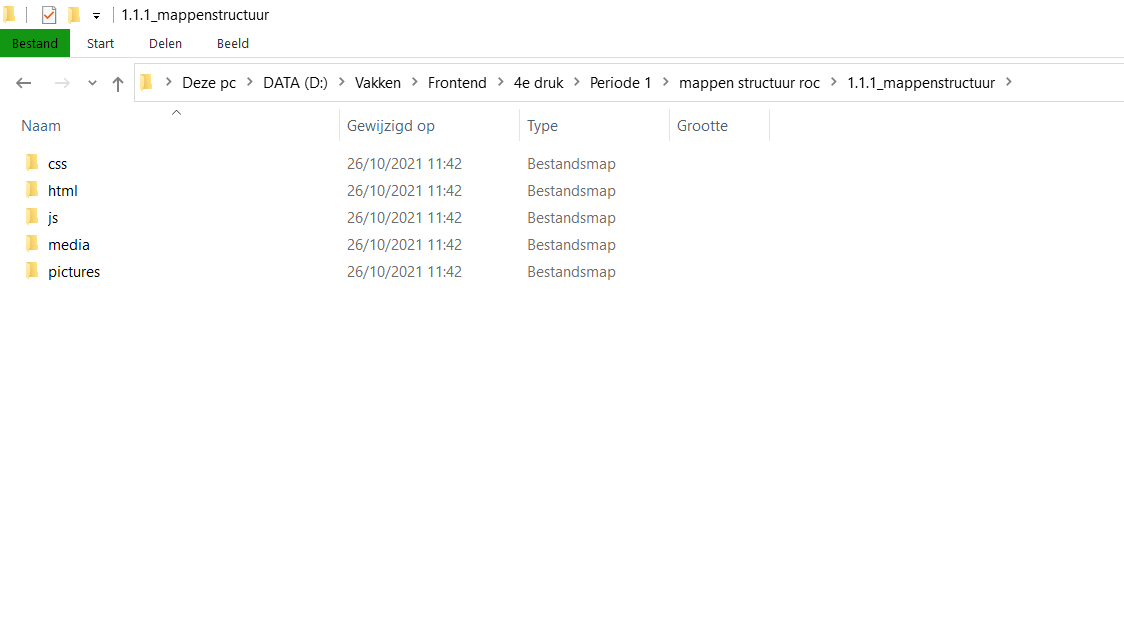 1.1.1_mappenstructuur
Bestand Start Delen Beeld
Deze pc DATA (D:) Vakken Frontend 4e druk Periode 1 mappen structuur roc 1.1.1_mappenstructuur
Naam Gewijzigd op Type Grootte
css 26/10/2021 11:42 Bestandsmap
html 26/10/2021 11:42 Bestandsmap
js 26/10/2021 11:42 Bestandsmap
media 26/10/2021 11:42 Bestandsmap
pictures 26/10/2021 11:42 Bestandsmap